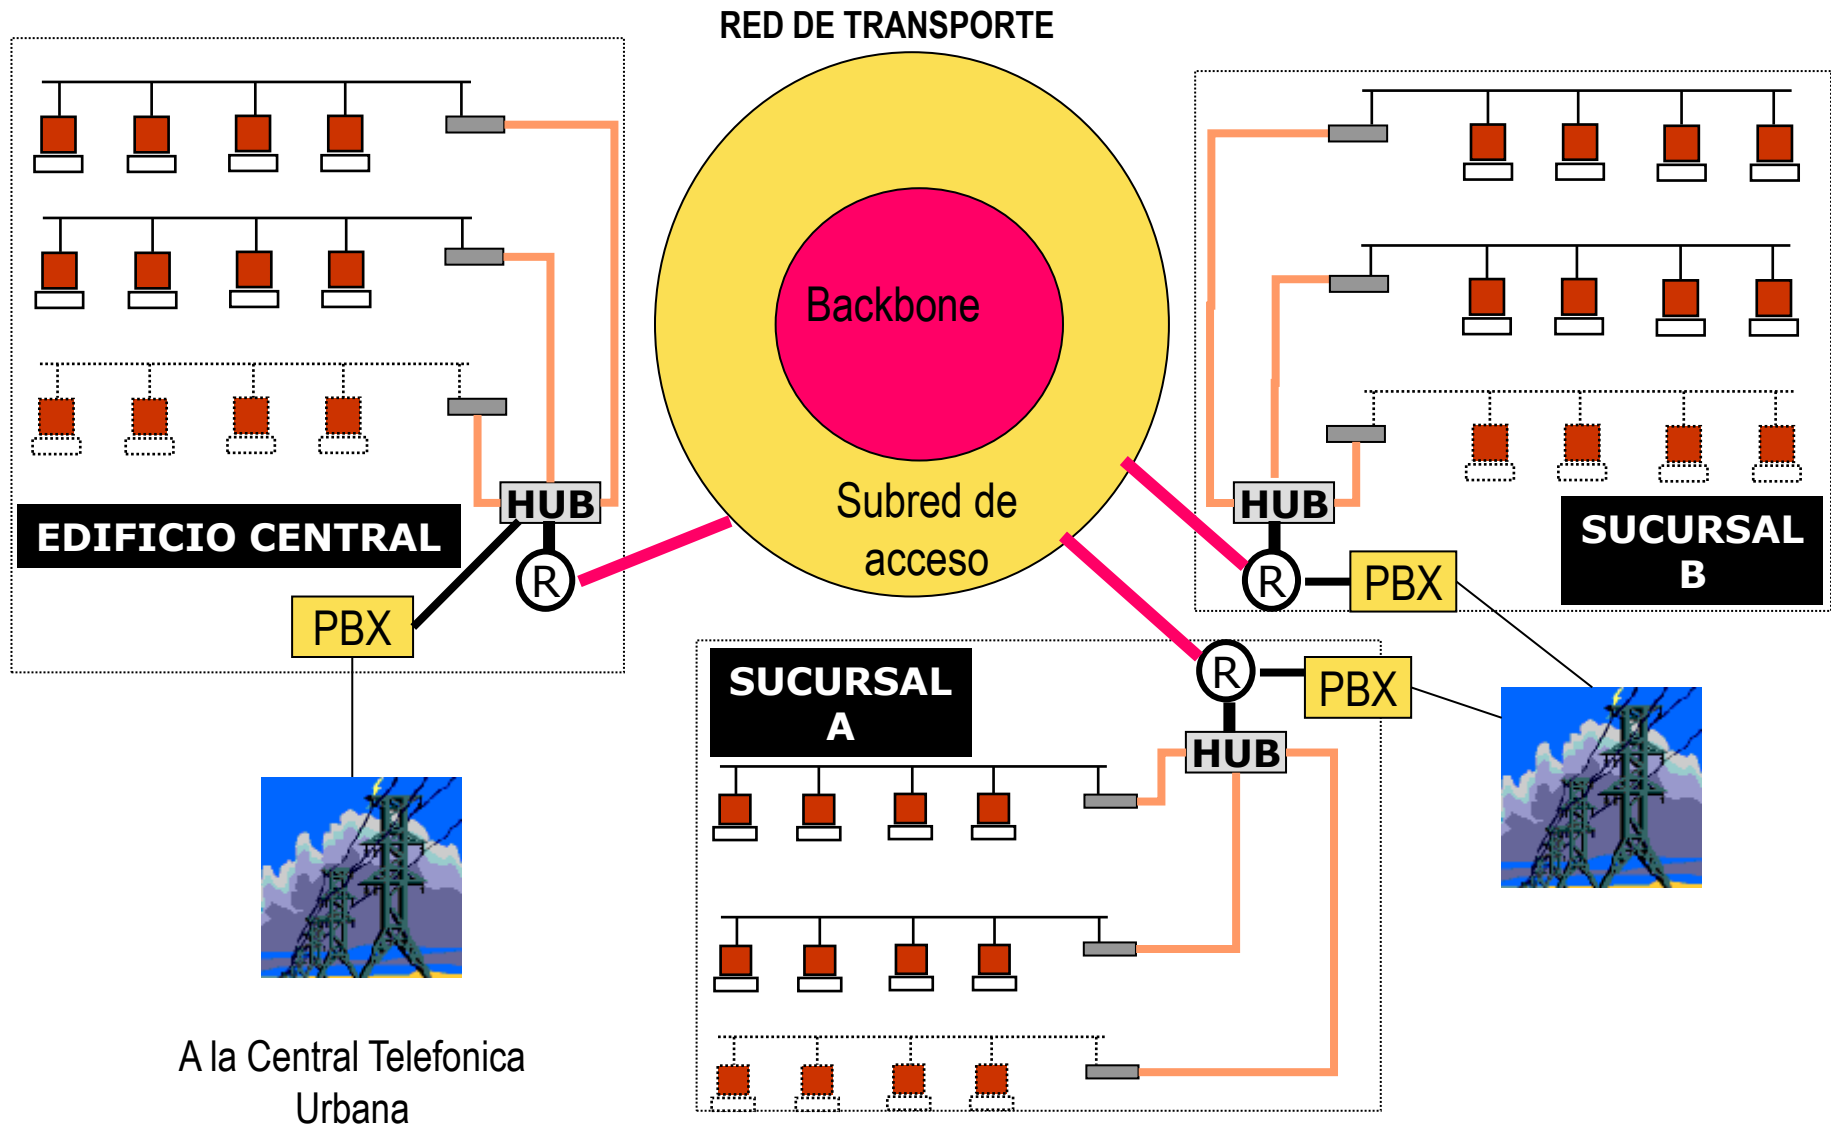 RED DE TRANSPORTE
Backbone
Subred de
acceso
HUB
EDIFICIO CENTRAL
R
PBX
A la Central Telefonica
Urbana
HUB
SUCURSAL
B
R
PBX
SUCURSAL
A
R
PBX
HUB